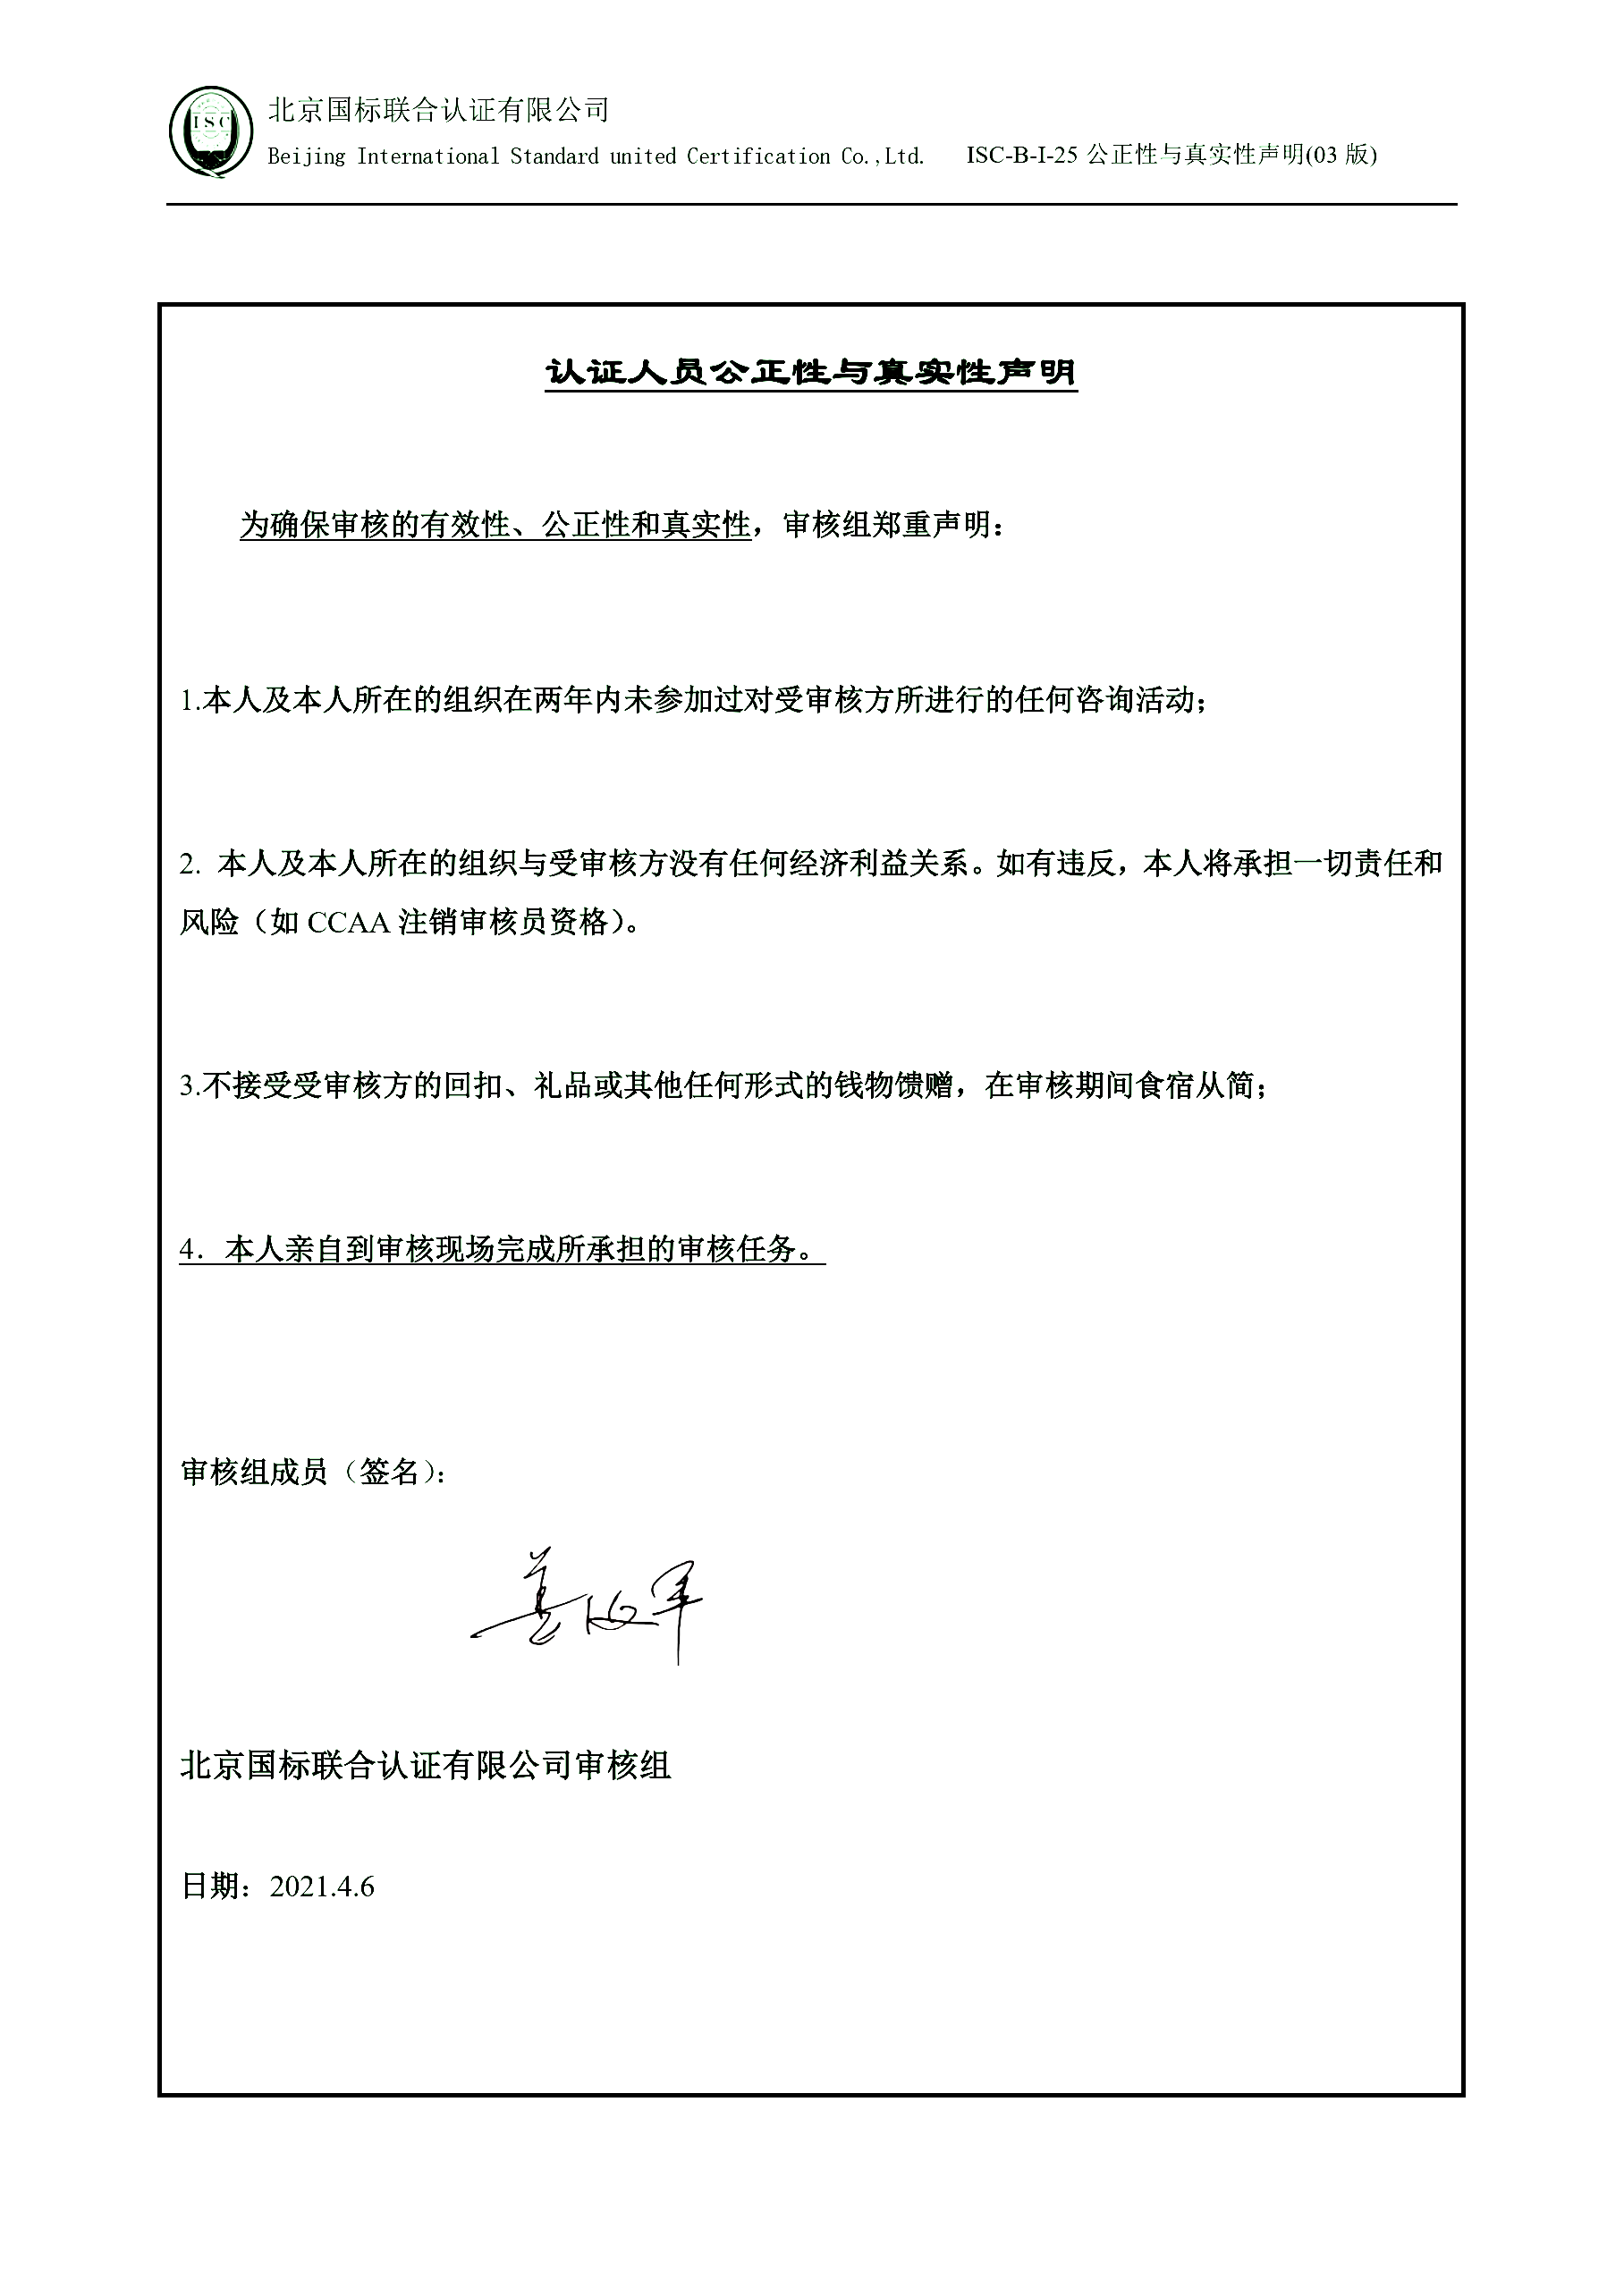 ISC
北京国标联合认证有限公司
Beijing International Standard united Certification Co.,Ltd. ISC-B-I-25 公正性与真实性声明(03 版)
认证人员公正性与真实性声明
为确保审核的有效性、公正性和真实性，审核组郑重声明：
1.本人及本人所在的组织在两年内未参加过对受审核方所进行的任何咨询活动；
2. 本人及本人所在的组织与受审核方没有任何经济利益关系。如有违反，本人将承担一切责任和
风险（如 CCAA 注销审核员资格）。
3.不接受受审核方的回扣、礼品或其他任何形式的钱物馈赠，在审核期间食宿从简；
4．本人亲自到审核现场完成所承担的审核任务。
审核组成员（签名）：
北京国标联合认证有限公司审核组
日期：2021.4.6